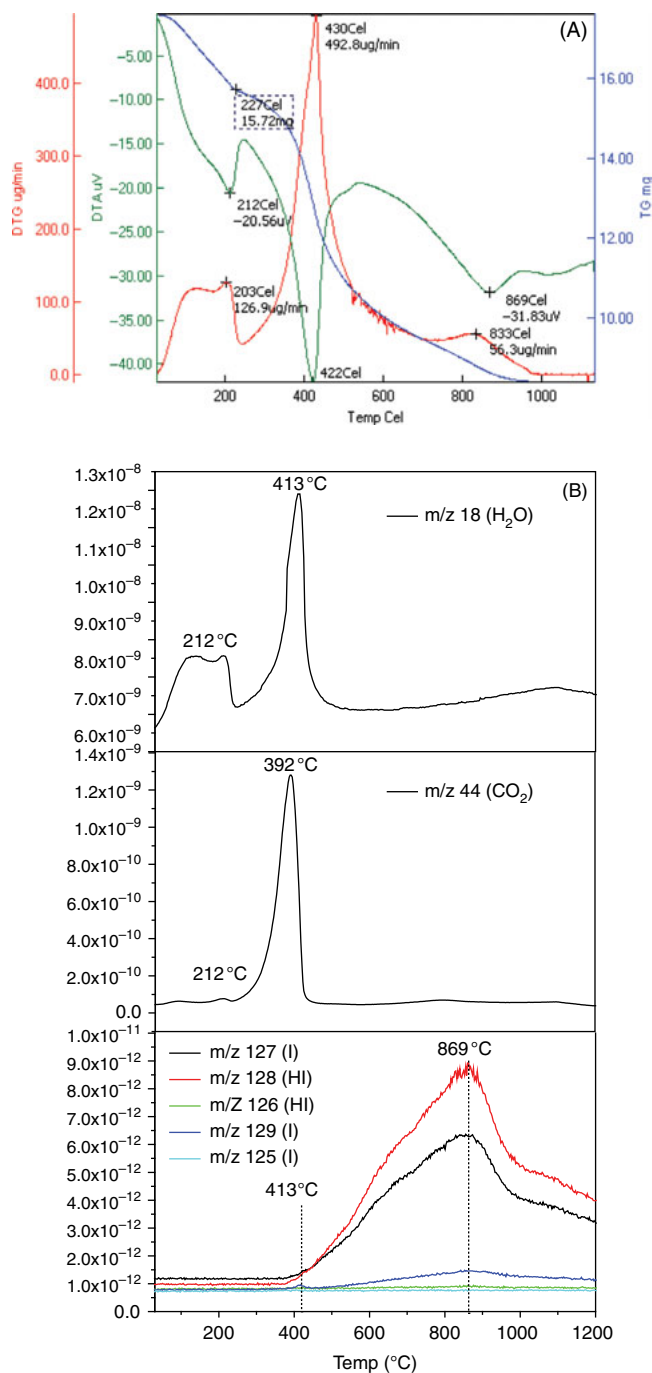 (A)
430Cel
492.8ug/min
227Cel
15.72mg
212Cel
−20.56uV
203Cel
126.9ug/min
869Cel
−31.83uV
833Cel
56.3ug/min
422Cel
DTG ug/min
400.0
300.0
200.0
100.0
0.0
DTA uV
−5.00
−10.00
−15.00
−20.00
−25.00
−30.00
−35.00
−40.00
TG mg
16.00
14.00
12.00
10.00
200 400 600 800 1000
Temp Cel
(B)
1.3x10⁻⁸
1.2x10⁻⁸
1.2x10⁻⁸
1.0x10⁻⁸
9.0x10⁻⁹
8.0x10⁻⁹
7.0x10⁻⁹
6.0x10⁻⁹
413 °C
m/z 18 (H₂O)
212 °C
1.4x10⁻⁹
1.2x10⁻⁹
1.0x10⁻⁹
8.0x10⁻¹⁰
6.0x10⁻¹⁰
4.0x10⁻¹⁰
2.0x10⁻¹⁰
0.0
392 °C
m/z 44 (CO₂)
212 °C
1.0x10⁻¹¹
9.0x10⁻¹²
8.0x10⁻¹²
7.0x10⁻¹²
6.0x10⁻¹²
5.0x10⁻¹²
4.0x10⁻¹²
3.0x10⁻¹²
2.0x10⁻¹²
1.0x10⁻¹²
0.0
m/z 127 (I)
m/z 128 (HI)
m/Z 126 (HI)
m/z 129 (I)
m/z 125 (I)
869 °C
413 °C
200 400 600 800 1000 1200
Temp (°C)